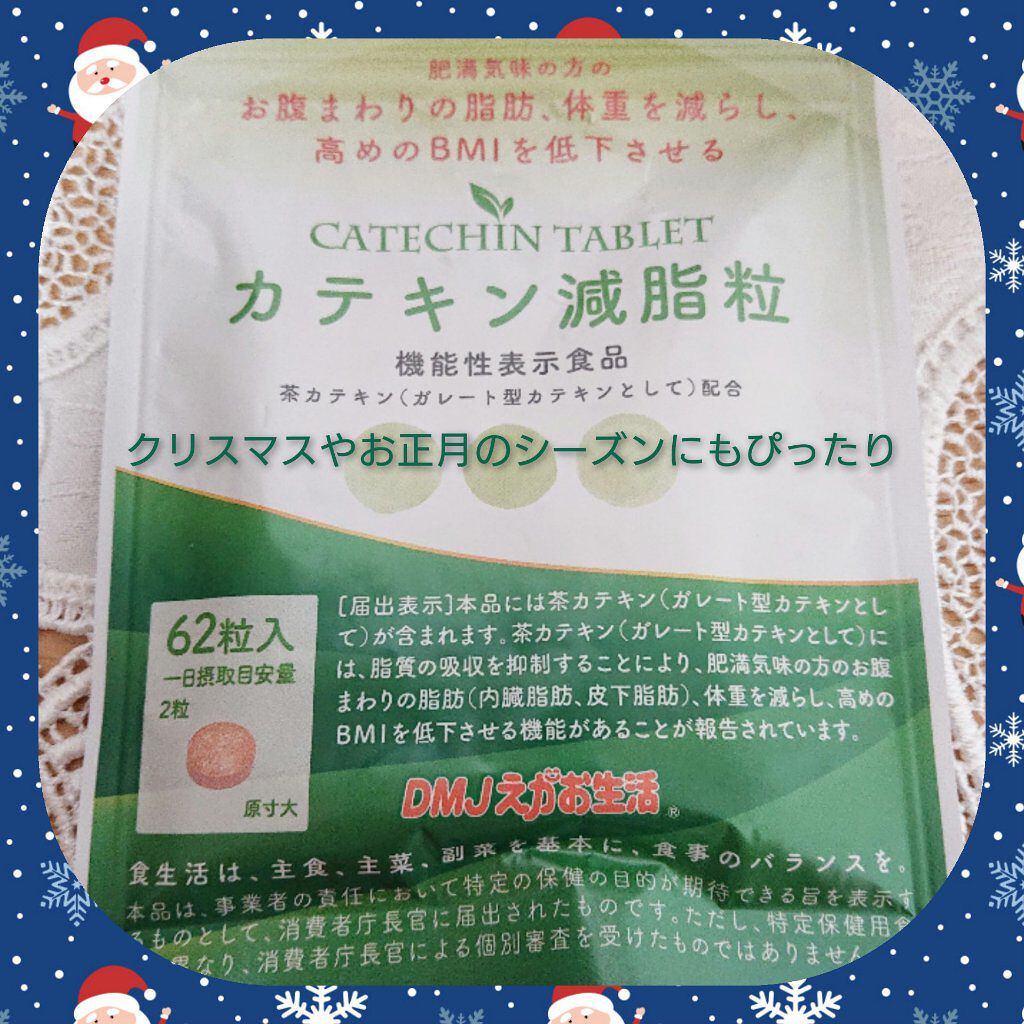 肥満気味の方の
お腹まわりの脂肪、体重を減らし、
高めのBMIを低下させる
CATECHIN TABLET
カテキン減脂粒
機能性表示食品
茶カテキン（ガレート型カテキンとして）配合
クリスマスやお正月のシーズンにもぴったり
62粒入
一日摂取目安量
2粒
原寸大
[届出表示]本品には茶カテキン（ガレート型カテキンとし
て）が含まれます。茶カテキン（ガレート型カテキンとして）に
は、脂質の吸収を抑制することにより、肥満気味の方のお腹
まわりの脂肪（内臓脂肪、皮下脂肪）、体重を減らし、高めの
BMIを低下させる機能があることが報告されています。
DMJえがお生活®
食生活は、主食、主菜、副菜を基本に、食事のバランスを。
本品は、事業者の責任において特定の保健の目的が期待できる旨を表示す
るものとして、消費者庁長官に届出されたものです。ただし、特定保健用食
異なり、消費者庁長官による個別審査を受けたものではありません